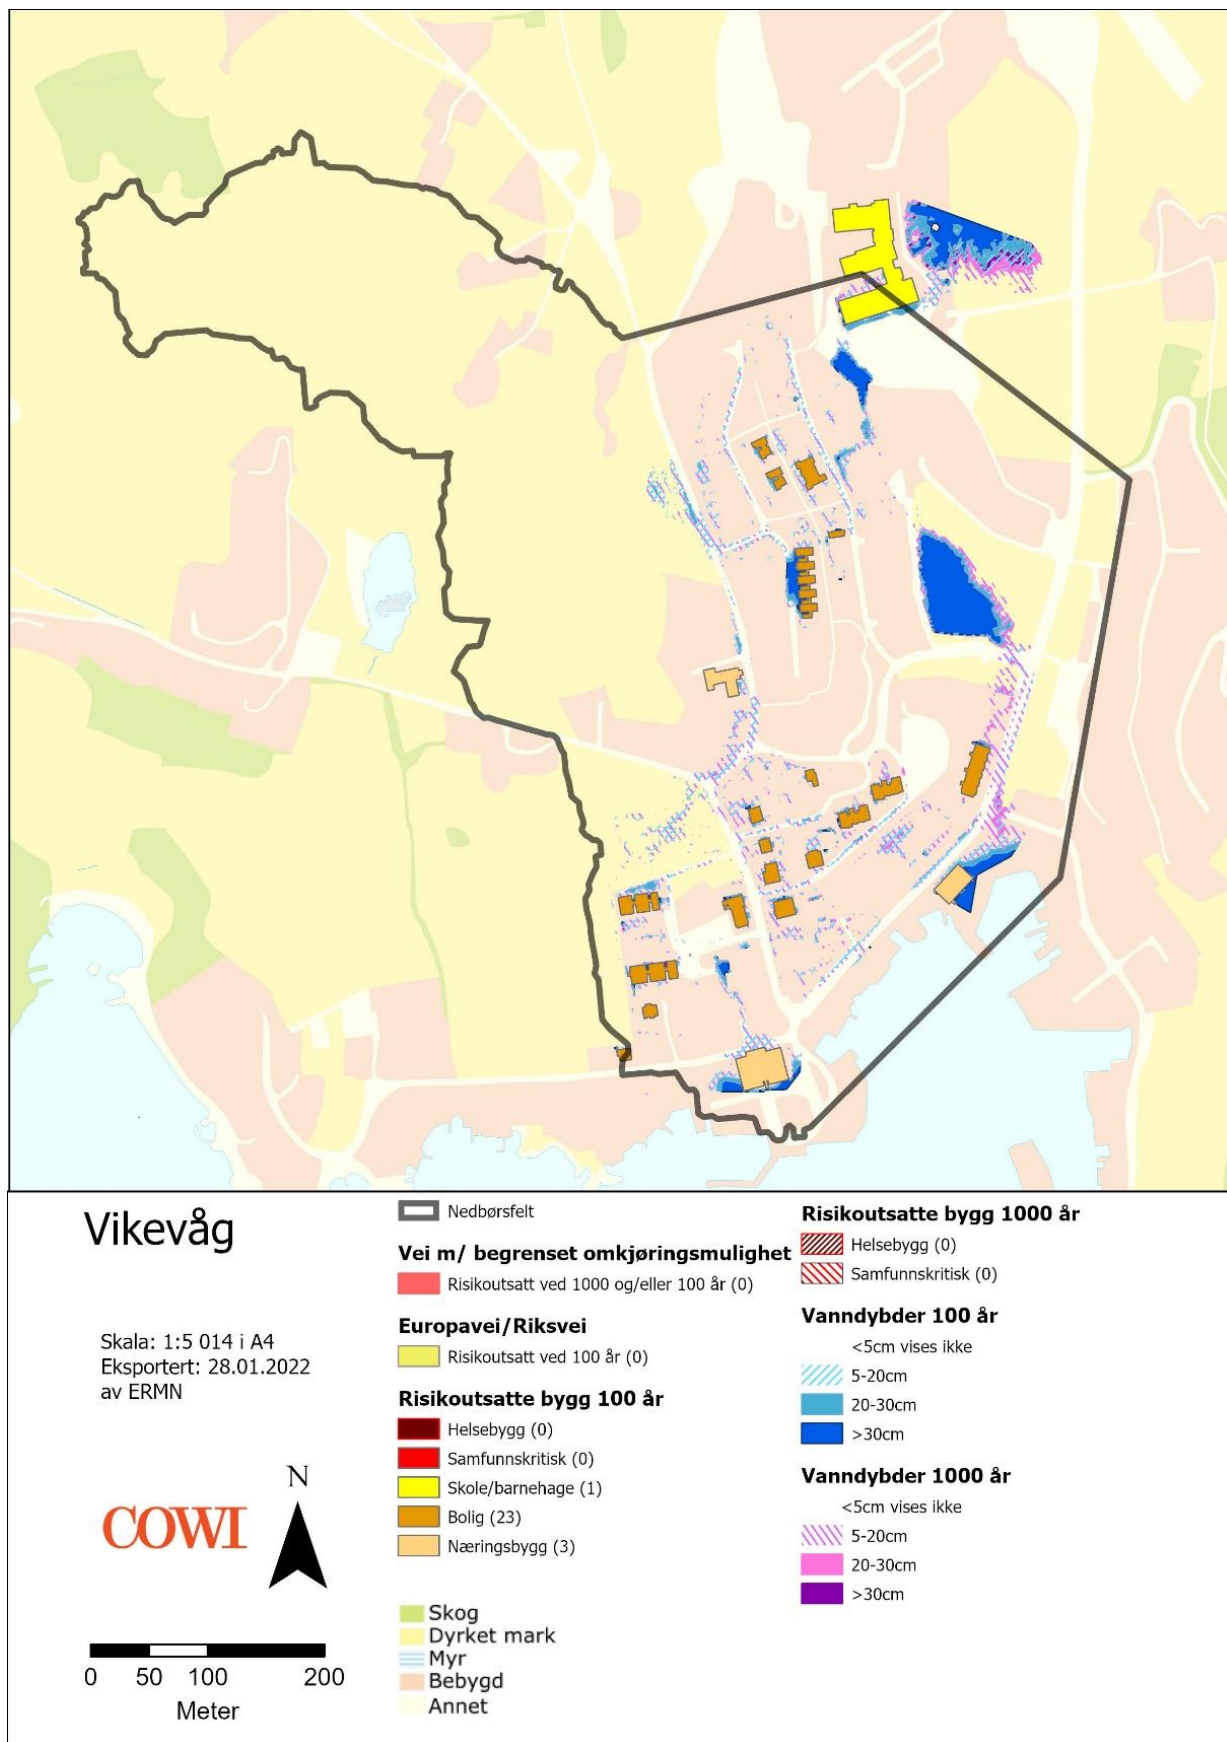 Vikevåg
Skala: 1:5 014 i A4
Eksportert: 28.01.2022
av ERMN
COWI
N
0 50 100 200
Meter
Nedbørsfelt
Vei m/ begrenset omkjøringsmulighet
Risikoutsatt ved 1000 og/eller 100 år (0)
Europavei/Riksvei
Risikoutsatt ved 100 år (0)
Risikoutsatte bygg 100 år
Helsebygg (0)
Samfunnskritisk (0)
Skole/barnehage (1)
Bolig (23)
Næringsbygg (3)
Skog
Dyrket mark
Myr
Bebygd
Annet
Risikoutsatte bygg 1000 år
Helsebygg (0)
Samfunnskritisk (0)
Vanndybder 100 år
<5cm vises ikke
5-20cm
20-30cm
>30cm
Vanndybder 1000 år
<5cm vises ikke
5-20cm
20-30cm
>30cm